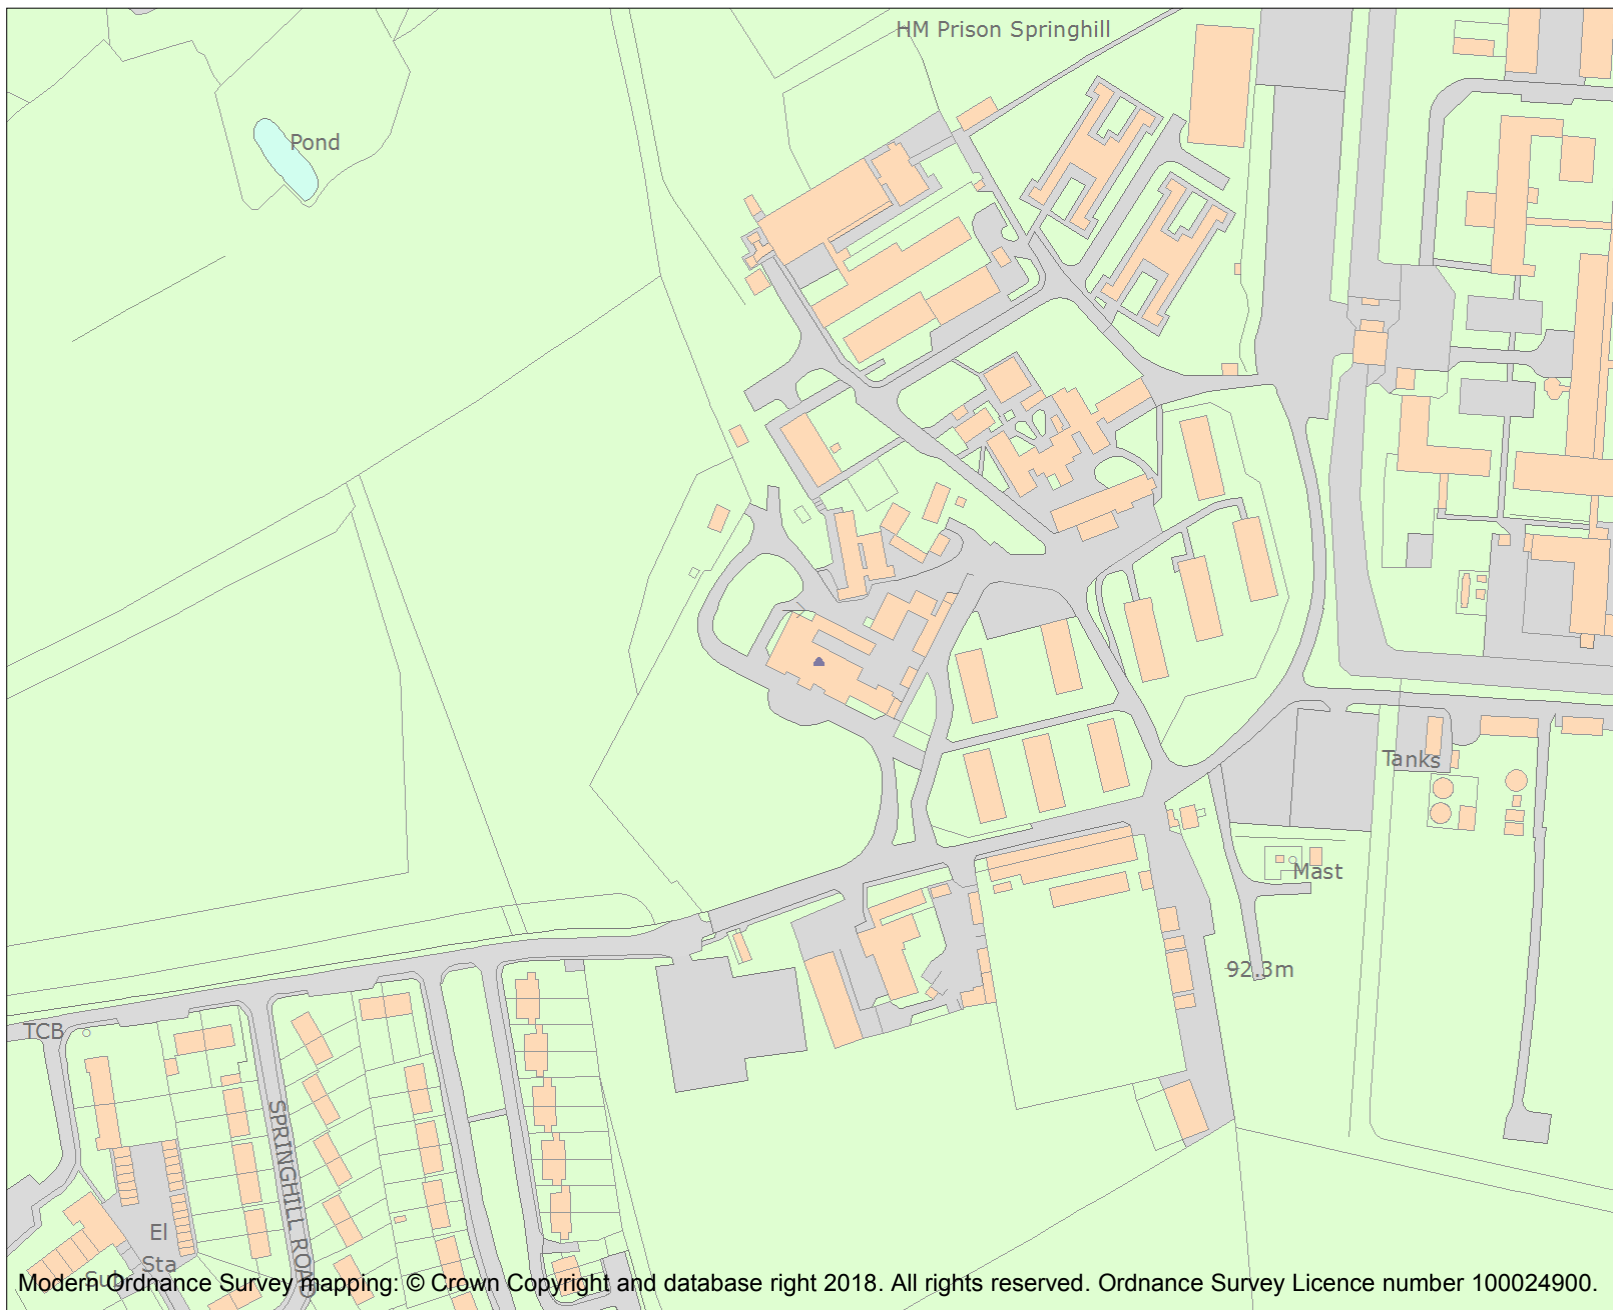 HM Prison Springhill
Pond
Tanks
Mast
92.3m
TCB
SPRINGHILL ROAD
El
Sta
Sub
Modern Ordnance Survey mapping: © Crown Copyright and database right 2018. All rights reserved. Ordnance Survey Licence number 100024900.